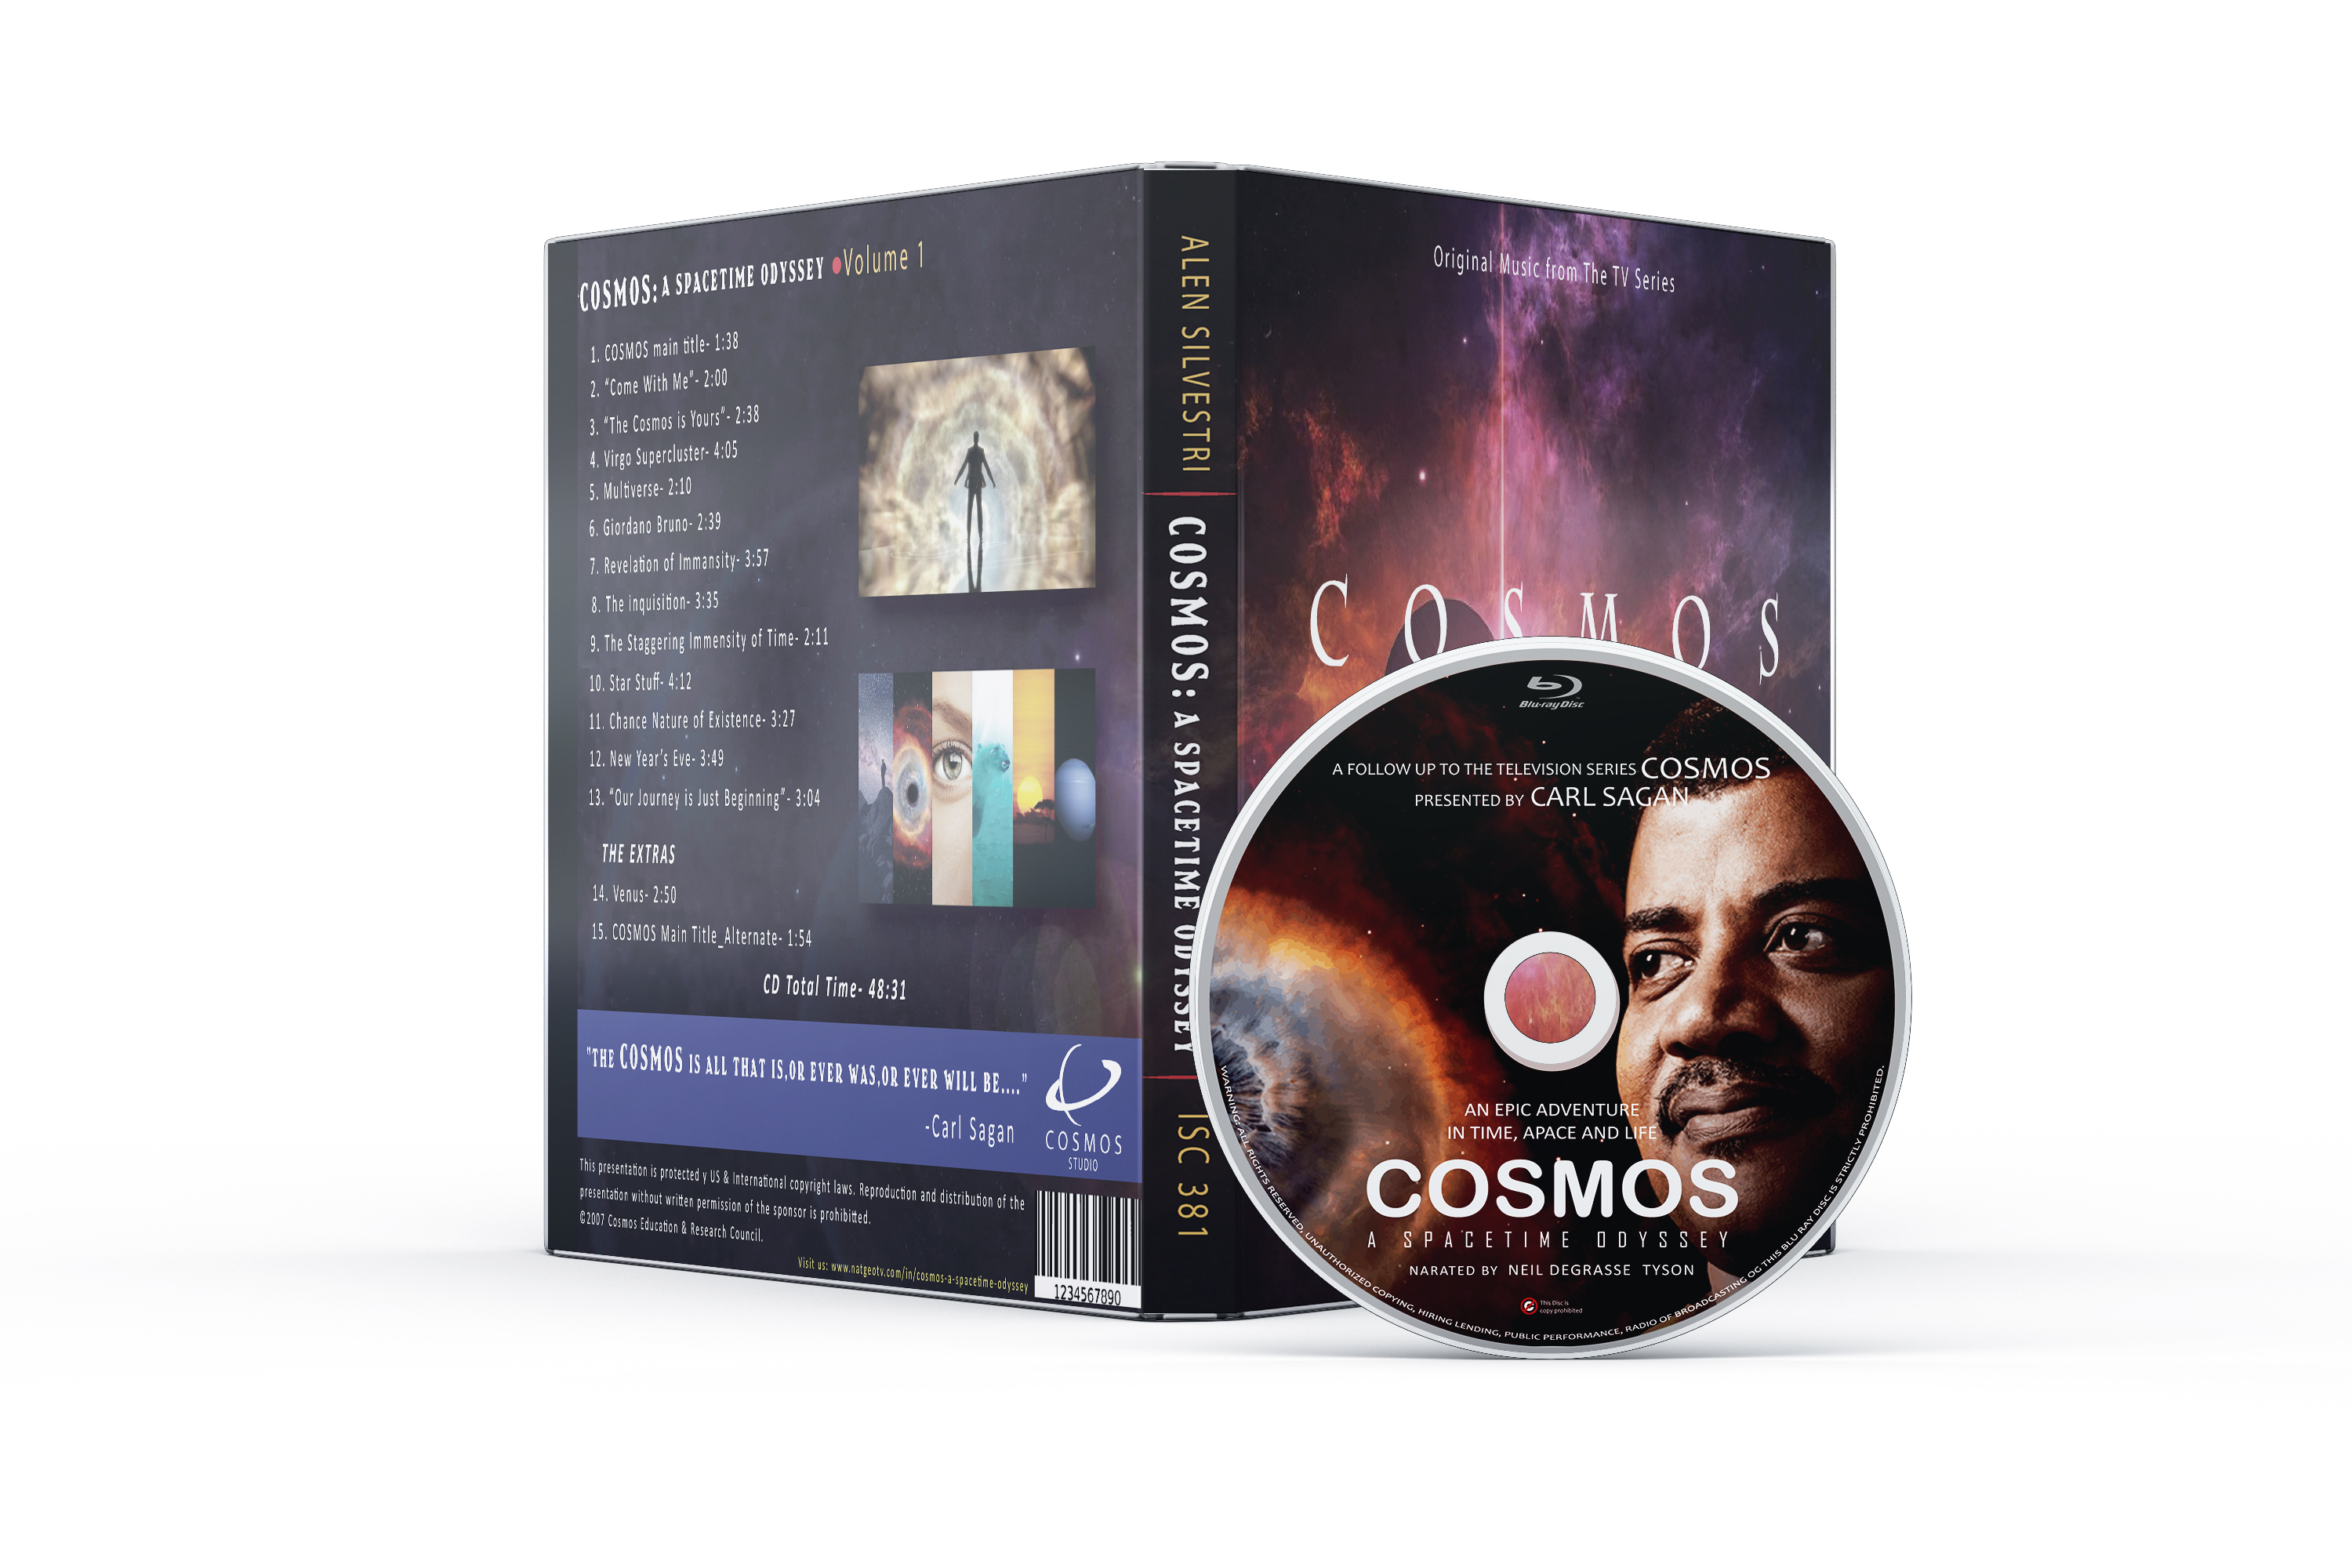 COSMOS: A SPACETIME ODYSSEY •Volume 1
1. COSMOS main title- 1:38
2. “Come With Me”- 2:00
3. “The Cosmos is Yours”- 2:38
4. Virgo Supercluster- 4:05
5. Multiverse- 2:10
6. Giordano Bruno- 2:39
7. Revelation of Immansity- 3:57
8. The inquisition- 3:35
9. The Staggering Immensity of Time- 2:11
10. Star Stuff- 4:12
11. Chance Nature of Existence- 3:27
12. New Year’s Eve- 3:49
13. “Our Journey is Just Beginning”- 3:04
THE EXTRAS
14. Venus- 2:50
15. COSMOS Main Title_Alternate- 1:54
CD Total Time- 48:31
"THE COSMOS IS ALL THAT IS,OR EVER WAS,OR EVER WILL BE...."
-Carl Sagan
COSMOS
STUDIO
This presentation is protected y US & International copyright laws. Reproduction and distribution of the
presentation without written permission of the sponsor is prohibitted.
©2007 Cosmos Education & Research Council.
Visit us: www.natgeotv.com/in/cosmos-a-spacetime-odyssey
1234567890
ALEN SILVESTRI
COSMOS: A SPACETIME ODYSSEY
ISC 381
Original Music from The TV Series
COSMOS
Blu-ray Disc
A FOLLOW UP TO THE TELEVISION SERIES COSMOS
PRESENTED BY CARL SAGAN
AN EPIC ADVENTURE
IN TIME, APACE AND LIFE
COSMOS
A SPACETIME ODYSSEY
NARATED BY NEIL DEGRASSE TYSON
This Disc is
copy prohibited
WARNING: ALL RIGHTS RESERVED, UNAUTHORIZED COPYING, HIRING LENDING, PUBLIC PERFORMANCE, RADIO OF BROADCASTING OG THIS BLU RAY DISC IS STRICTLY PROHIBITED.